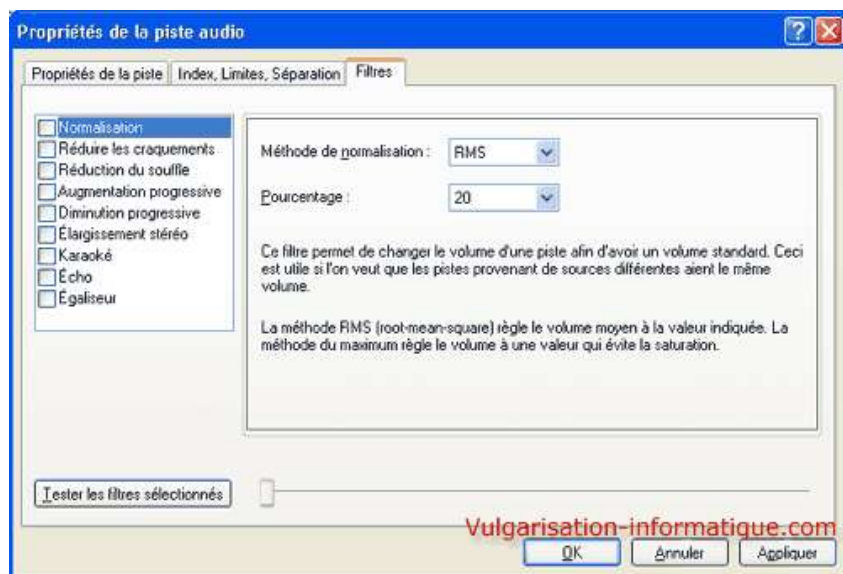 Propriétés de la piste audio
Propriétés de la piste
Index, Limites, Séparation
Filtres
Normalisation
Réduire les craquements
Réduction du souffle
Augmentation progressive
Diminution progressive
Élargissement stéréo
Karaoké
Écho
Égaliseur
Méthode de normalisation :
RMS
Pourcentage :
20
Ce filtre permet de changer le volume d'une piste afin d'avoir un volume standard. Ceci
est utile si l'on veut que les pistes provenant de sources différentes aient le même
volume.
La méthode RMS (root-mean-square) règle le volume moyen à la valeur indiquée. La
méthode du maximum règle le volume à une valeur qui évite la saturation.
Tester les filtres sélectionnés
Vulgarisation-informatique.com
OK
Annuler
Appliquer